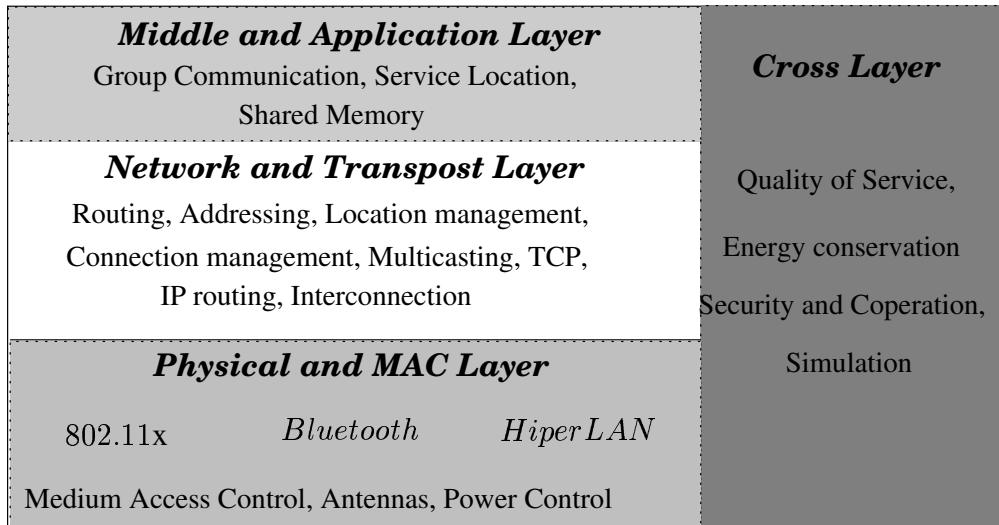 Middle and Application Layer
Group Communication, Service Location,
Shared Memory
Network and Transpost Layer
Routing, Addressing, Location management,
Connection management, Multicasting, TCP,
IP routing, Interconnection
Physical and MAC Layer
802.11x Bluetooth HiperLAN
Medium Access Control, Antennas, Power Control
Cross Layer
Quality of Service,
Energy conservation
Security and Coperation,
Simulation